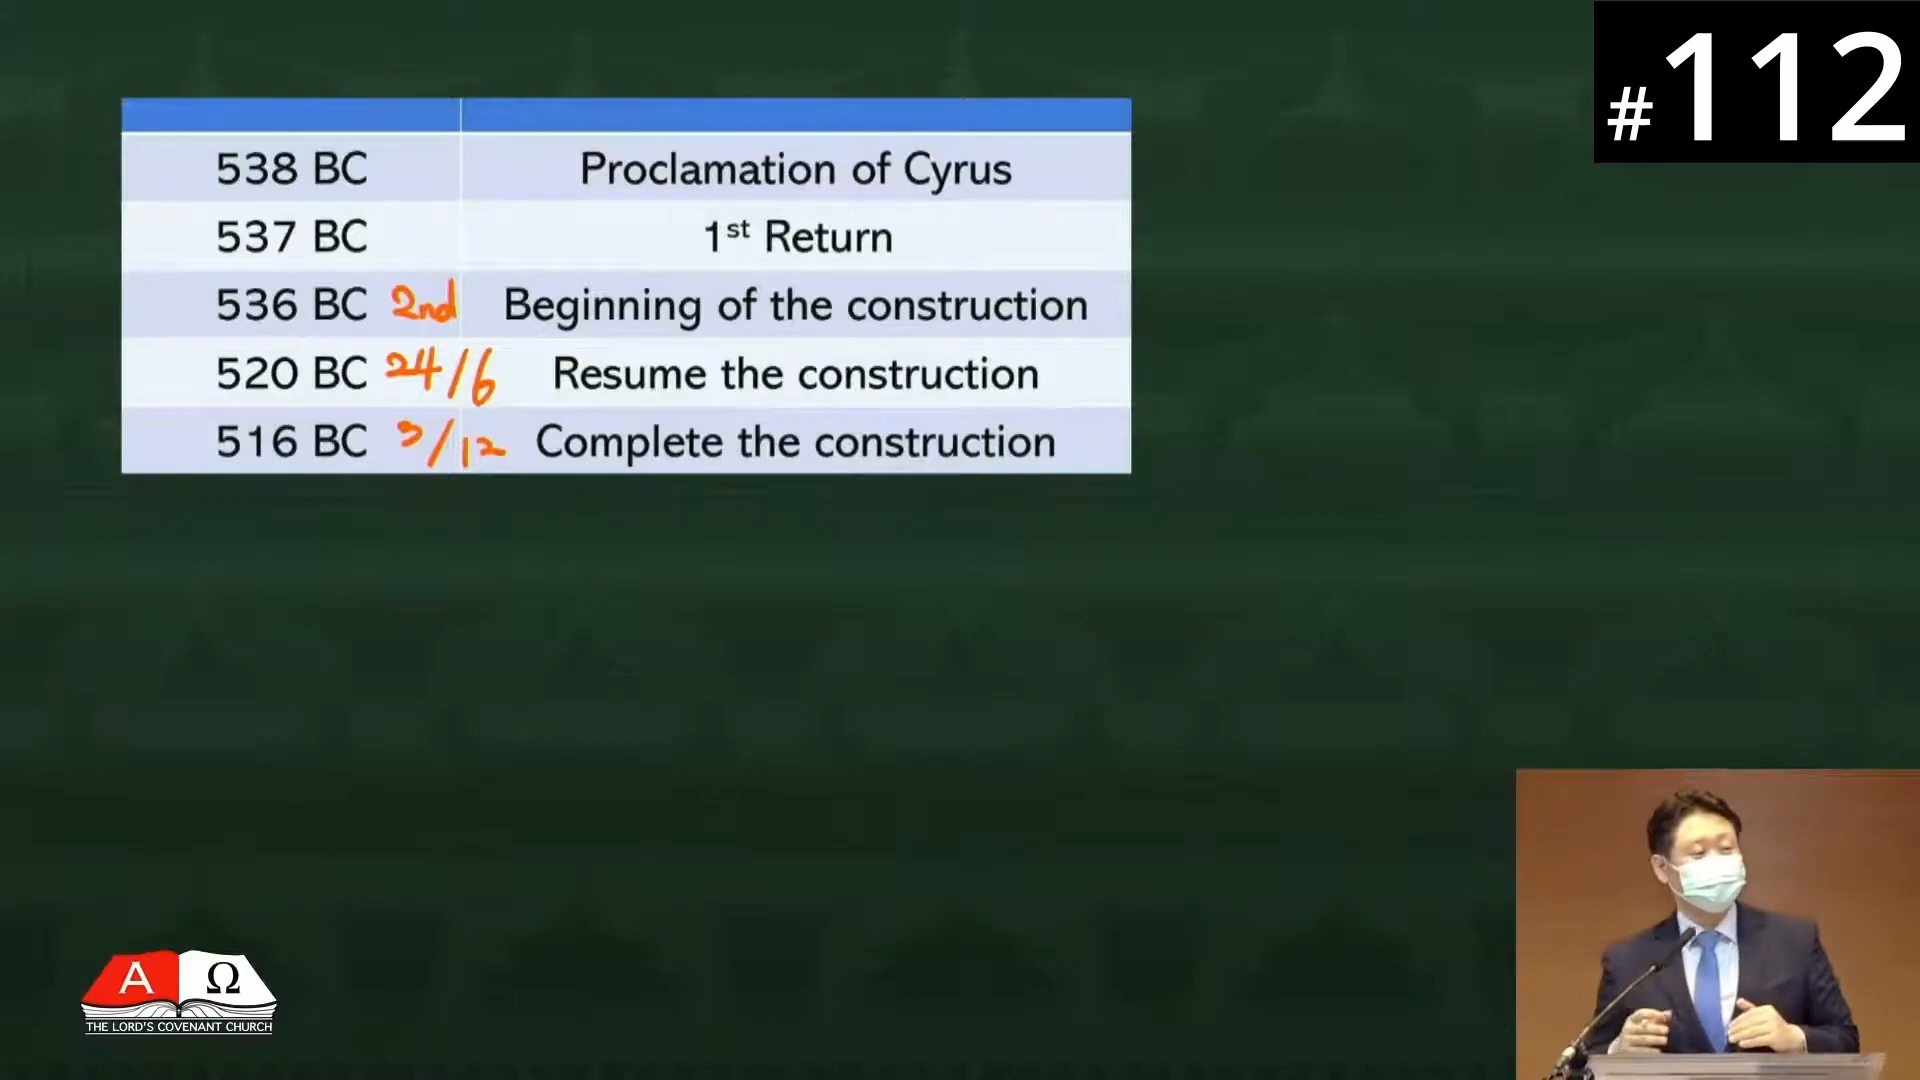 #112
538 BC Proclamation of Cyrus
537 BC 1st Return
536 BC 2nd Beginning of the construction
520 BC 24/6 Resume the construction
516 BC 3/12 Complete the construction
Α Ω
THE LORD'S COVENANT CHURCH